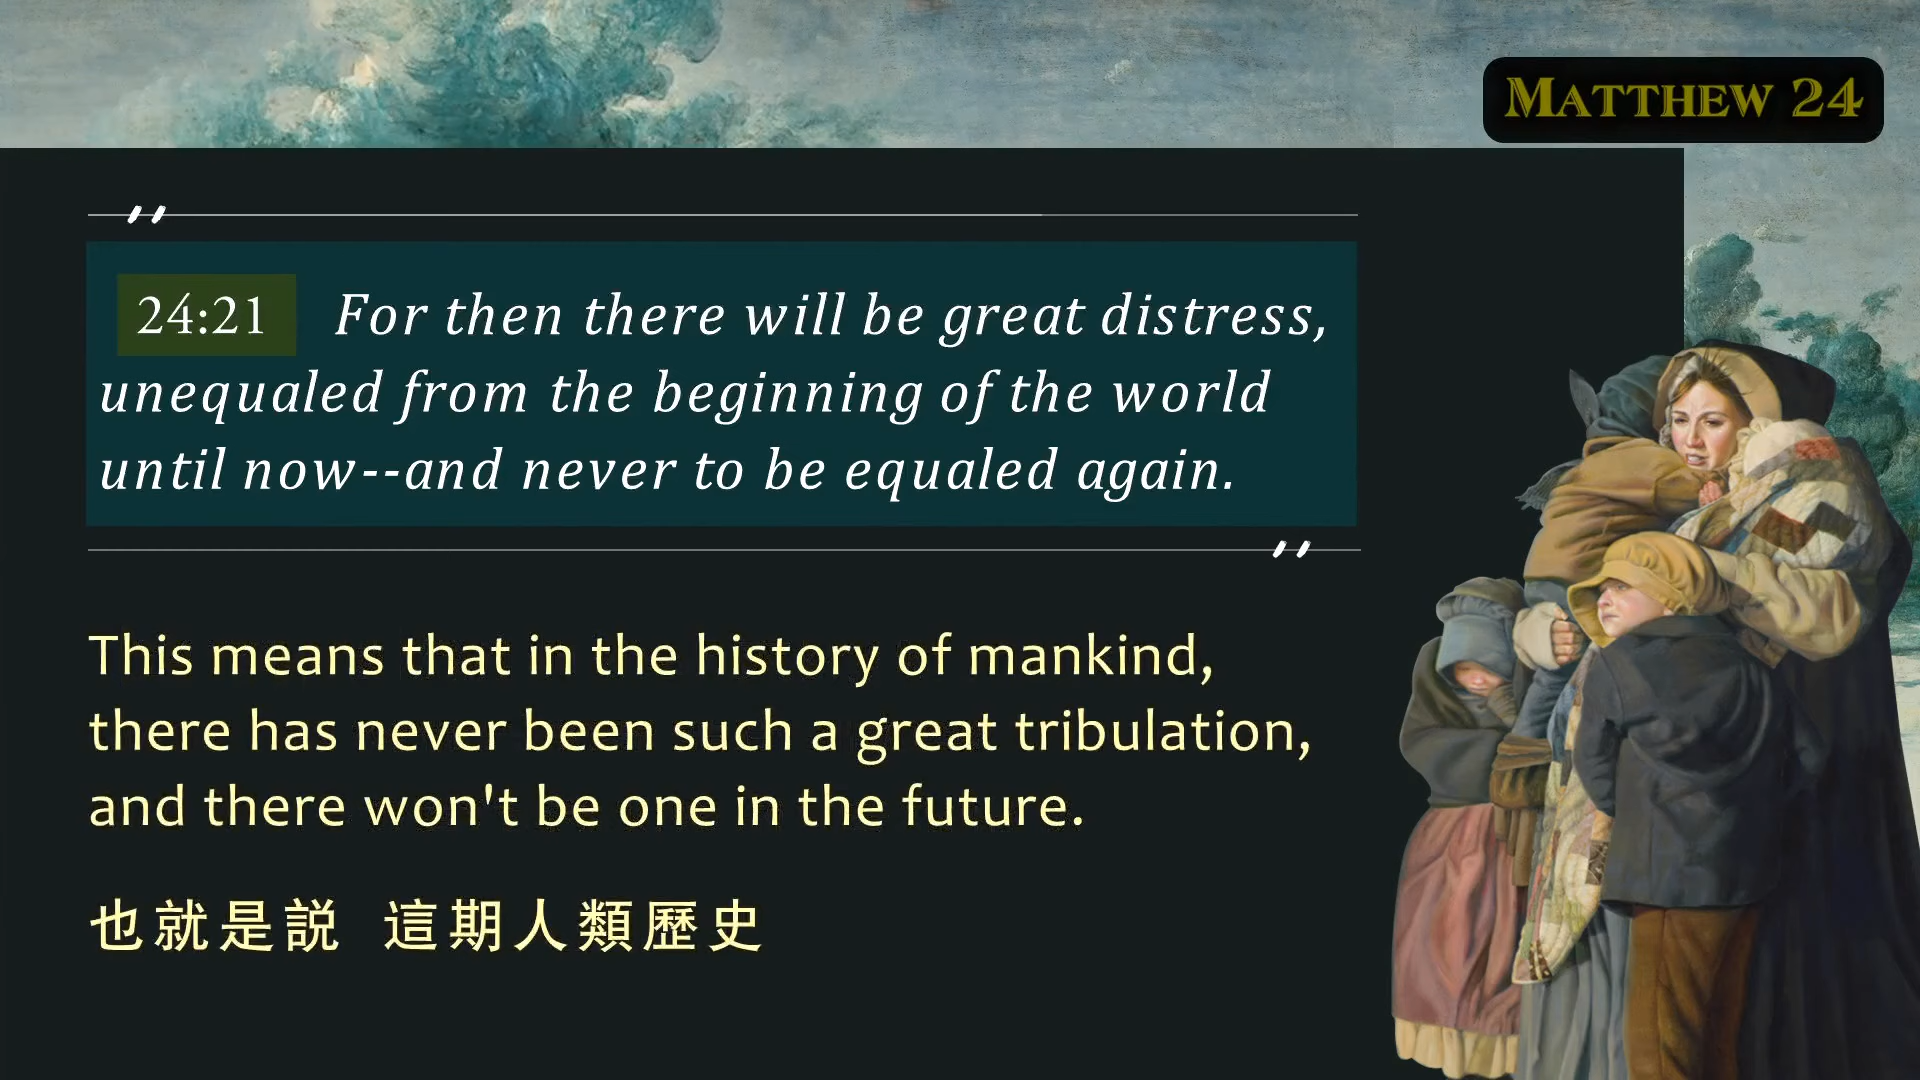 MATTHEW 24
24:21 For then there will be great distress,
unequaled from the beginning of the world
until now--and never to be equaled again.
This means that in the history of mankind,
there has never been such a great tribulation,
and there won't be one in the future.
也就是説 這期人類歷史